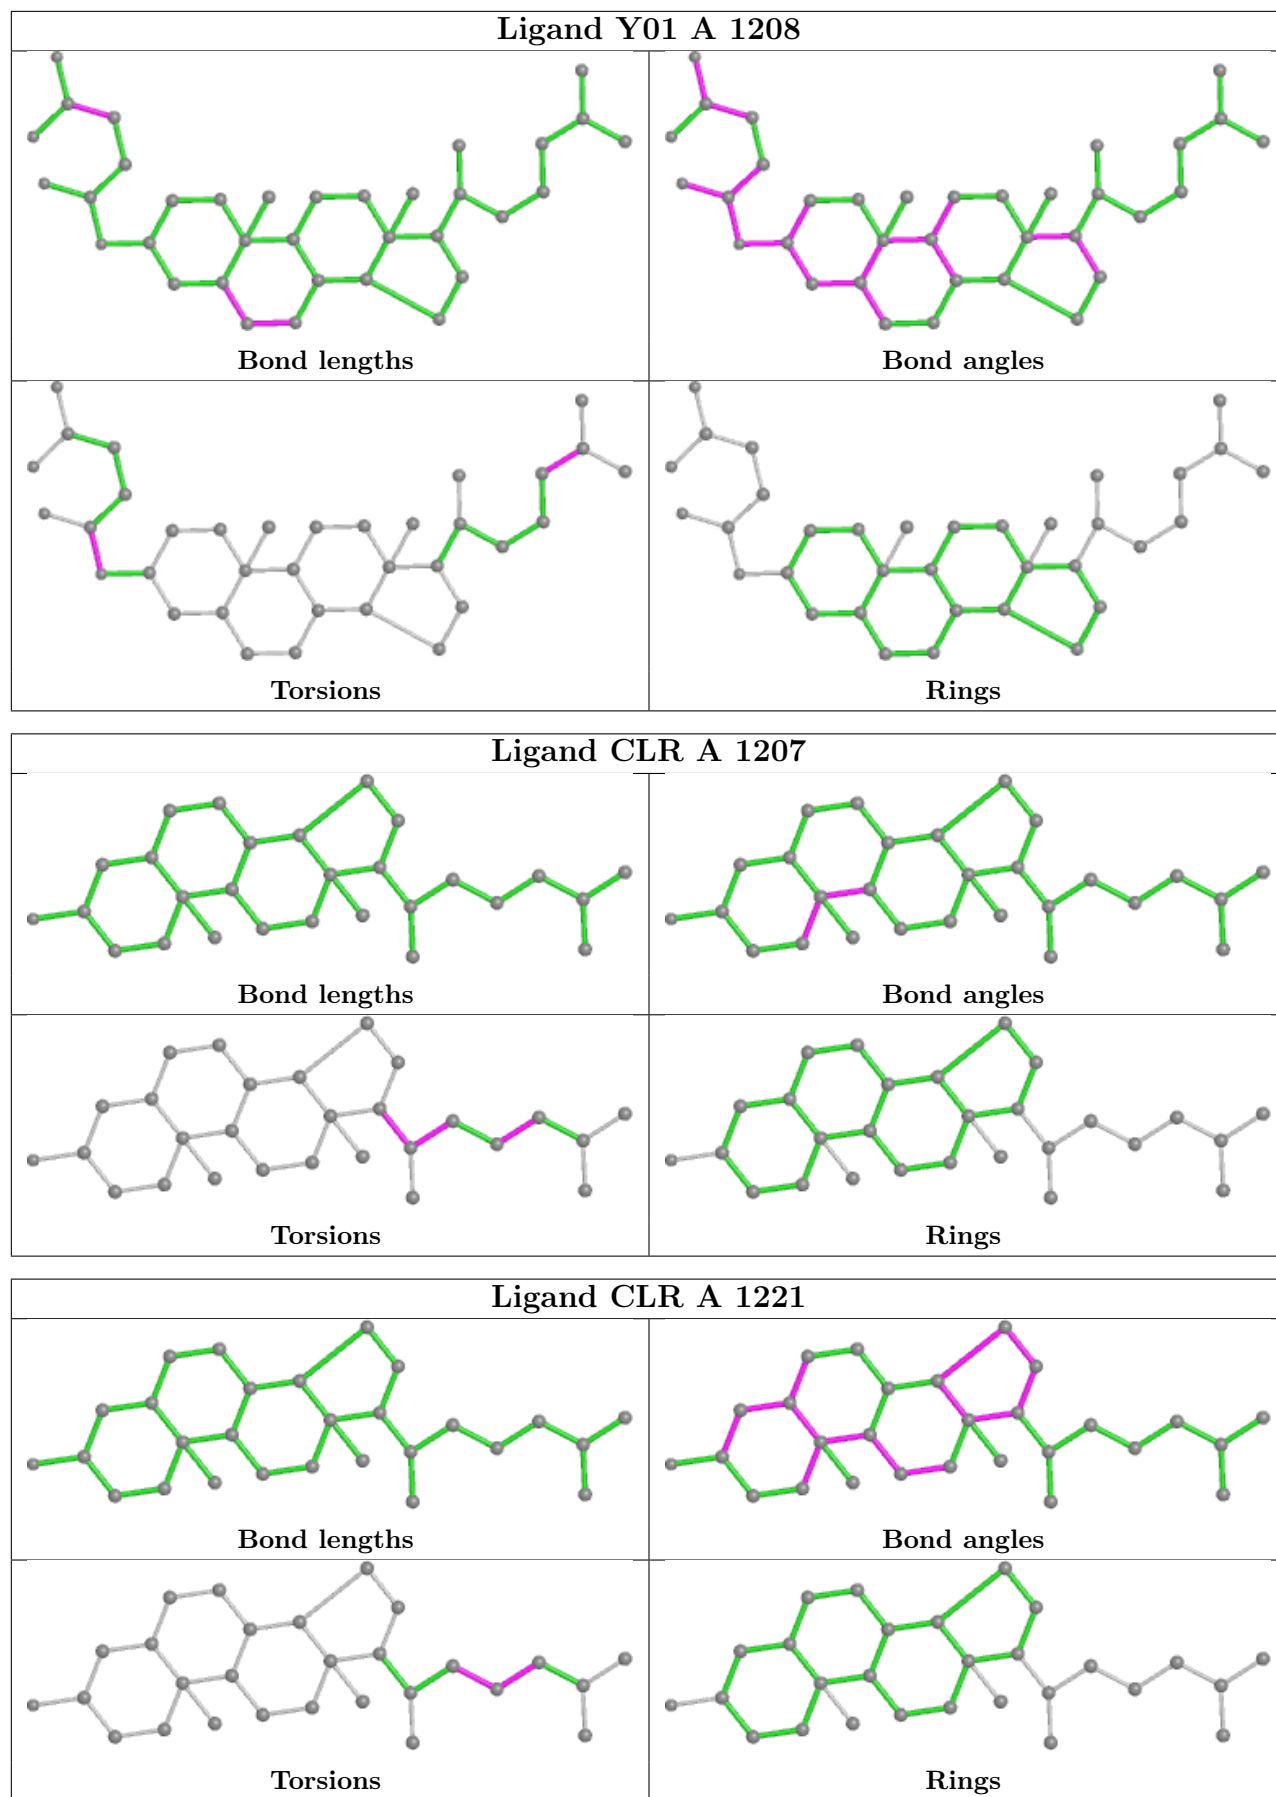 Ligand Y01 A 1208
Bond lengths
Bond angles
Torsions
Rings
Ligand CLR A 1207
Bond lengths
Bond angles
Torsions
Rings
Ligand CLR A 1221
Bond lengths
Bond angles
Torsions
Rings